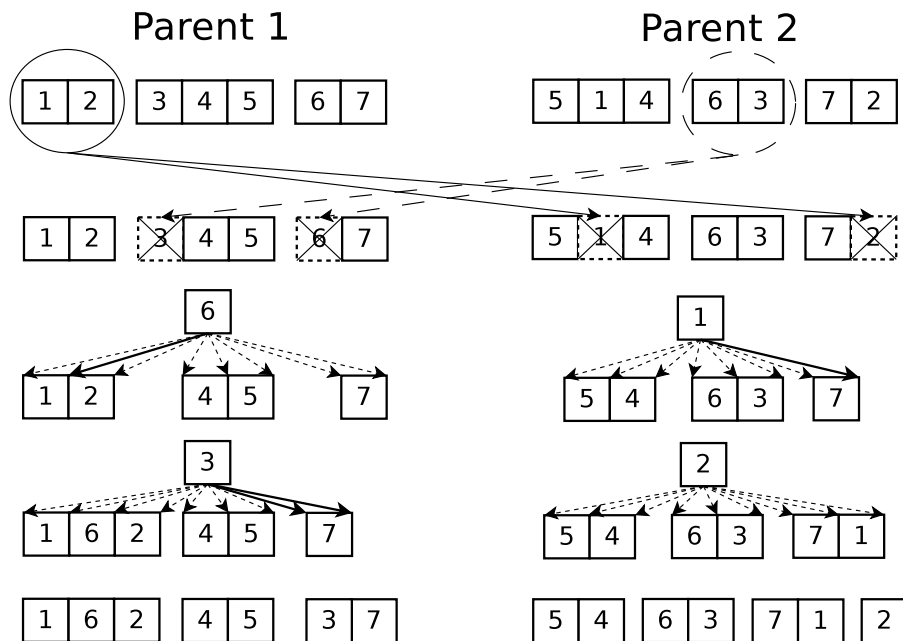 Parent 1 Parent 2
1 2 3 4 5 6 7 5 1 4 6 3 7 2
1 2 3 4 5 6 7 5 1 4 6 3 7 2
6 1
1 2 4 5 7 5 4 6 3 7
3 2
1 6 2 4 5 7 5 4 6 3 7 1
1 6 2 4 5 3 7 5 4 6 3 7 1 2